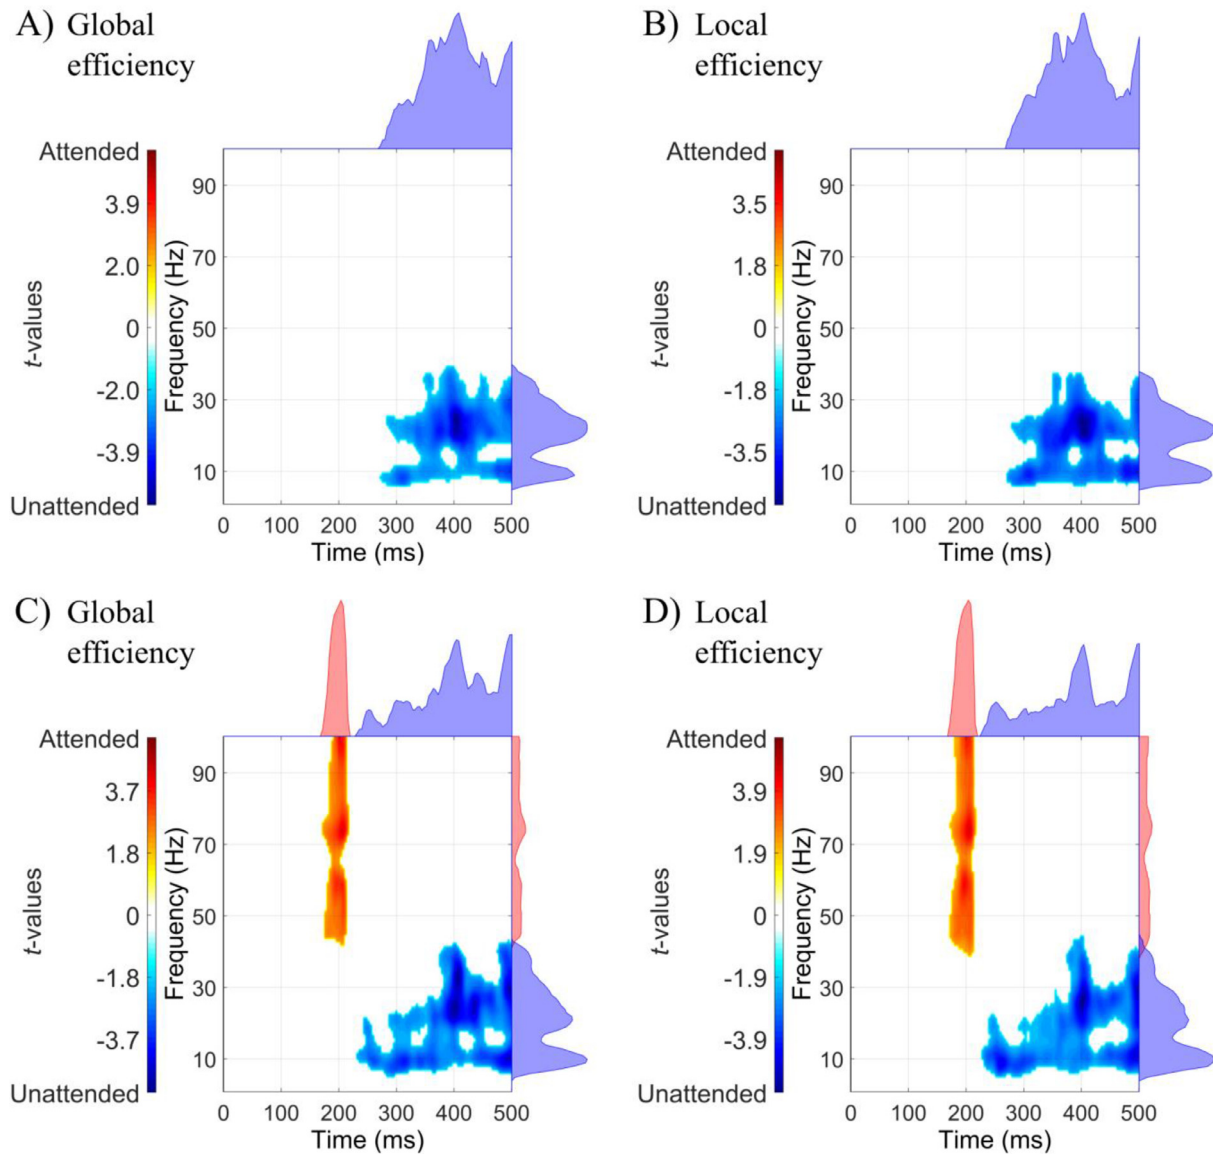 A) Global
efficiency
Attended
3.9
2.0
0
-2.0
-3.9
Unattended
t-values
Frequency (Hz)
90
70
50
30
10
0 100 200 300 400 500
Time (ms)
B) Local
efficiency
Attended
3.5
1.8
0
-1.8
-3.5
Unattended
t-values
Frequency (Hz)
90
70
50
30
10
0 100 200 300 400 500
Time (ms)
C) Global
efficiency
Attended
3.7
1.8
0
-1.8
-3.7
Unattended
t-values
Frequency (Hz)
90
70
50
30
10
0 100 200 300 400 500
Time (ms)
D) Local
efficiency
Attended
3.9
1.9
0
-1.9
-3.9
Unattended
t-values
Frequency (Hz)
90
70
50
30
10
0 100 200 300 400 500
Time (ms)